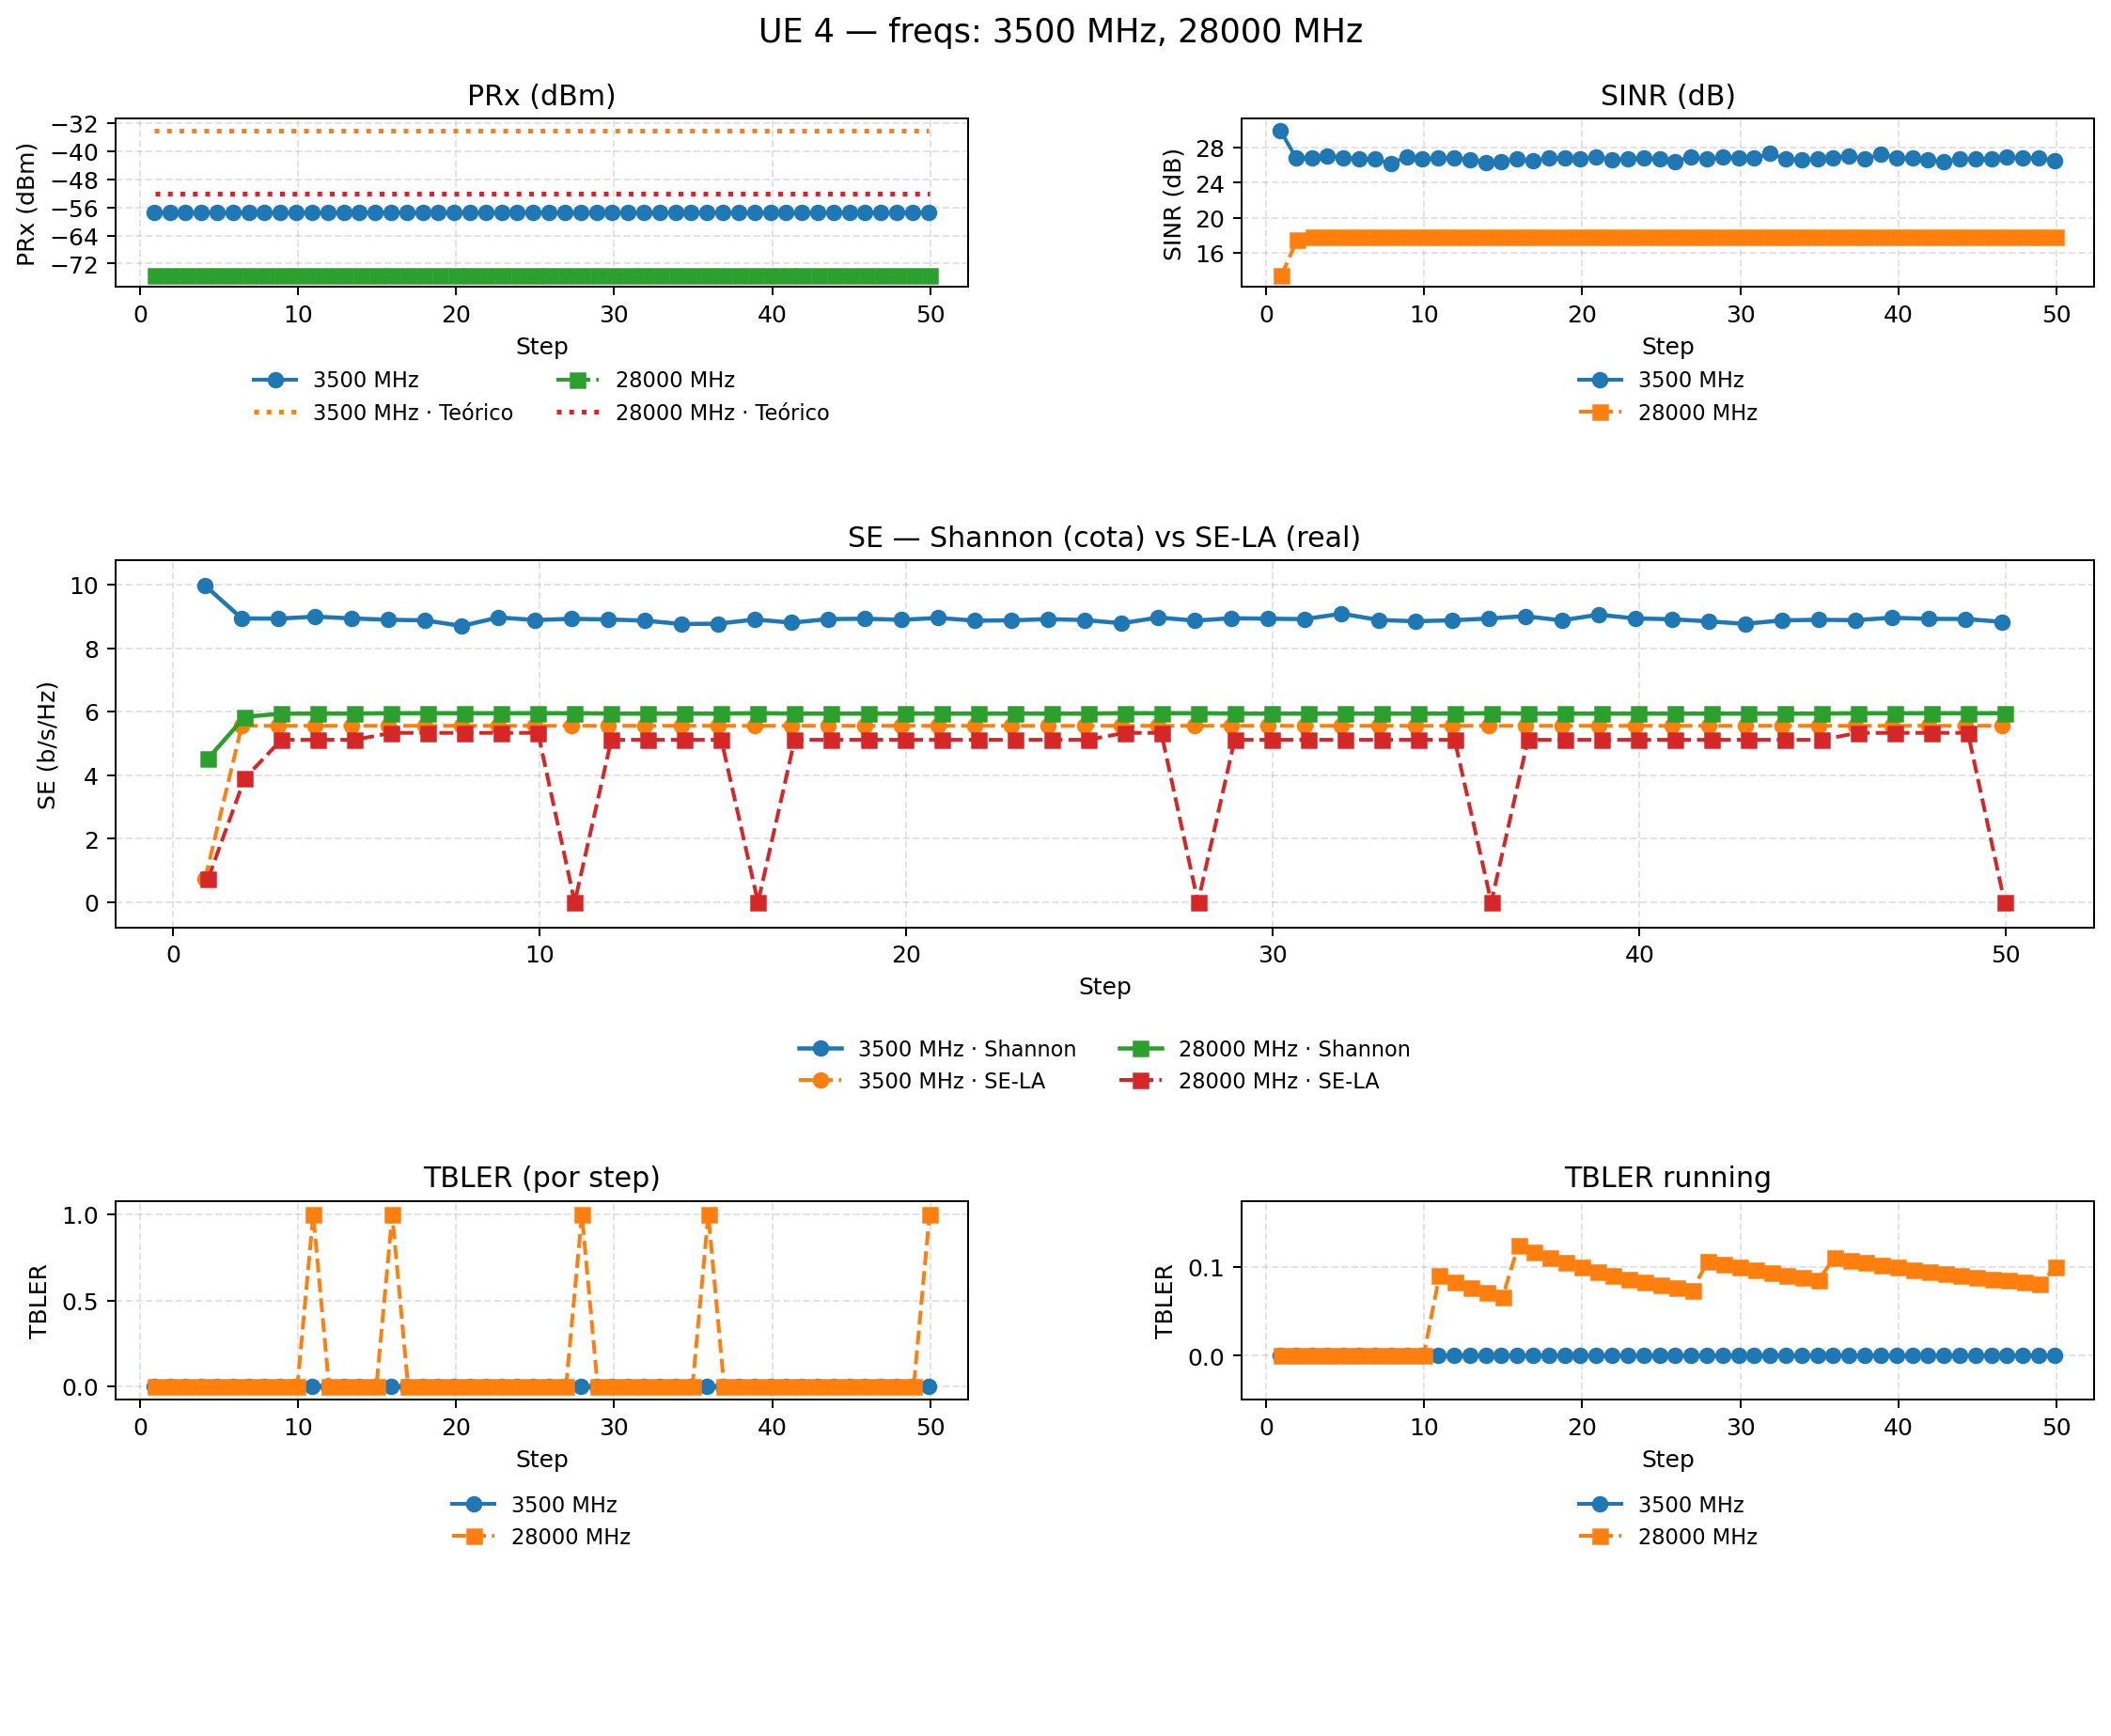 UE 4 — freqs: 3500 MHz, 28000 MHz
PRx (dBm)
PRx (dBm)
−32
−40
−48
−56
−64
−72
0 10 20 30 40 50
Step
3500 MHz 28000 MHz
3500 MHz · Teórico 28000 MHz · Teórico
SINR (dB)
SINR (dB)
28
24
20
16
0 10 20 30 40 50
Step
3500 MHz
28000 MHz
SE — Shannon (cota) vs SE-LA (real)
SE (b/s/Hz)
10
8
6
4
2
0
0 10 20 30 40 50
Step
3500 MHz · Shannon 28000 MHz · Shannon
3500 MHz · SE-LA 28000 MHz · SE-LA
TBLER (por step)
TBLER
1.0
0.5
0.0
0 10 20 30 40 50
Step
3500 MHz
28000 MHz
TBLER running
TBLER
0.1
0.0
0 10 20 30 40 50
Step
3500 MHz
28000 MHz